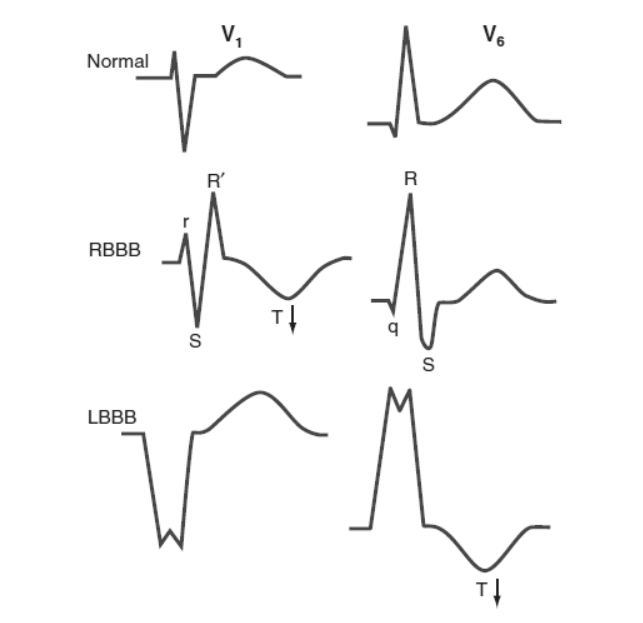 V1 V6
Normal
R′ R
r
RBBB
q
T↓
S
S
LBBB
T↓